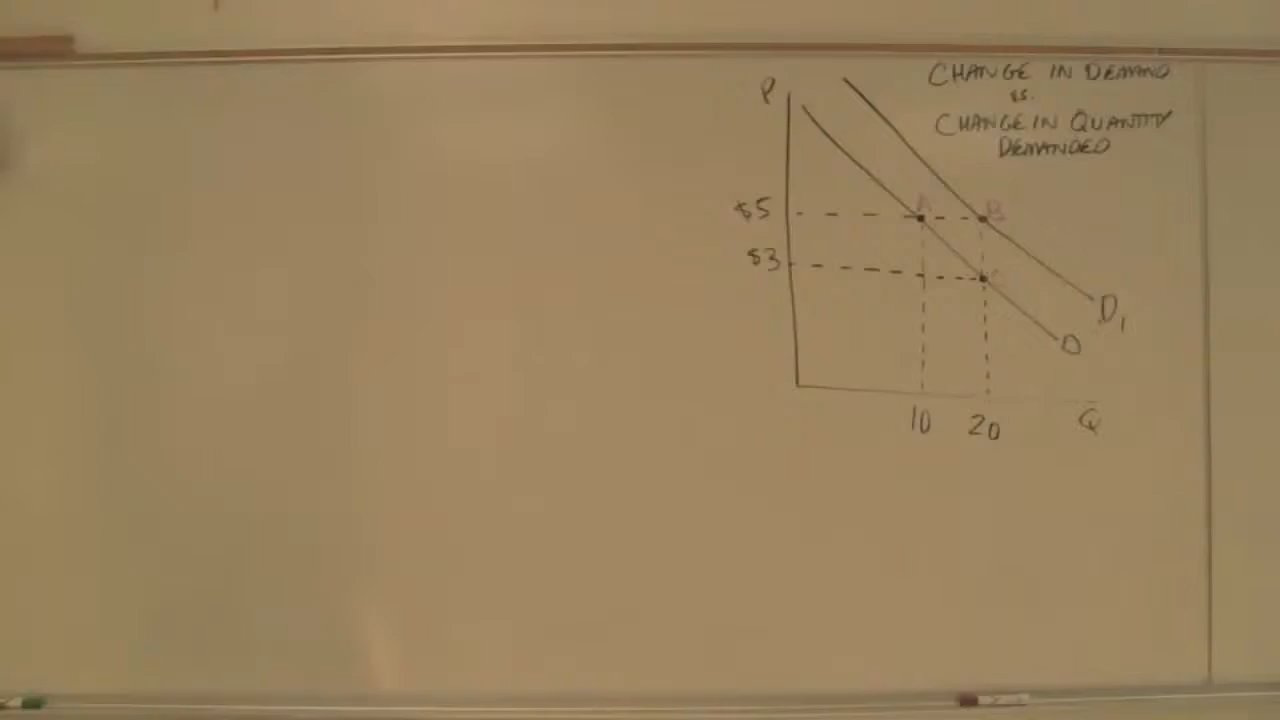 CHANGE IN DEMAND
vs.
CHANGE IN QUANTITY
DEMANDED
P
$5
A
B
$3
C
D1
D
10
20
Q